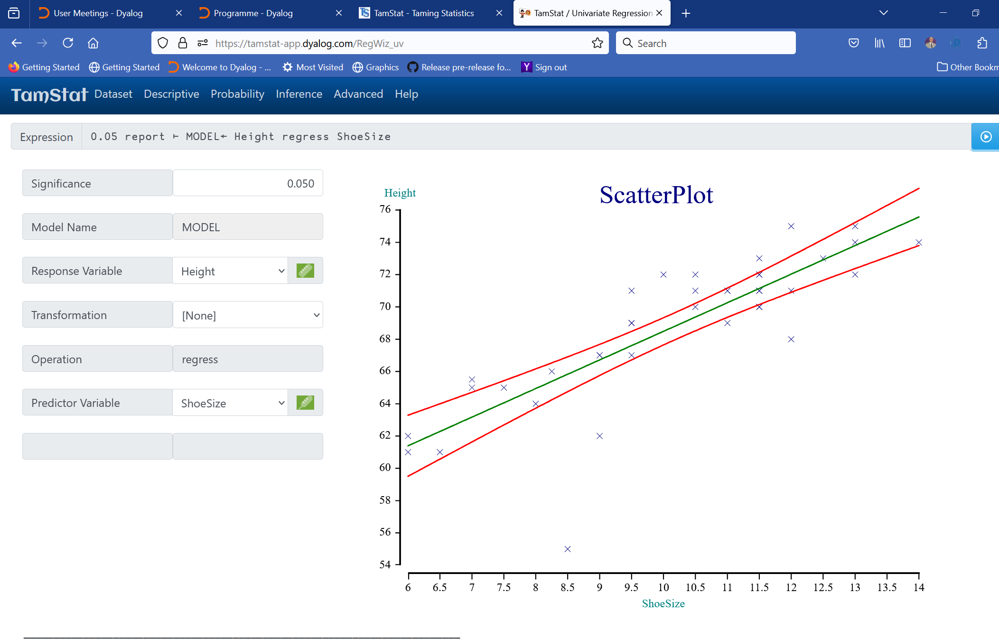 User Meetings - Dyalog
Programme - Dyalog
TamStat - Taming Statistics
TamStat / Univariate Regression
https://tamstat-app.dyalog.com/RegWiz_uv
Search
Getting Started
Getting Started
Welcome to Dyalog - ...
Most Visited
Graphics
Release pre-release fo...
Sign out
Other Bookm
TamStat
Dataset
Descriptive
Probability
Inference
Advanced
Help
Expression
0.05 report ⊢ MODEL← Height regress ShoeSize
Significance
0.050
Model Name
MODEL
Response Variable
Height
Transformation
[None]
Operation
regress
Predictor Variable
ShoeSize
ScatterPlot
Height
76
74
72
70
68
66
64
62
60
58
56
54
6 6.5 7 7.5 8 8.5 9 9.5 10 10.5 11 11.5 12 12.5 13 13.5 14
ShoeSize